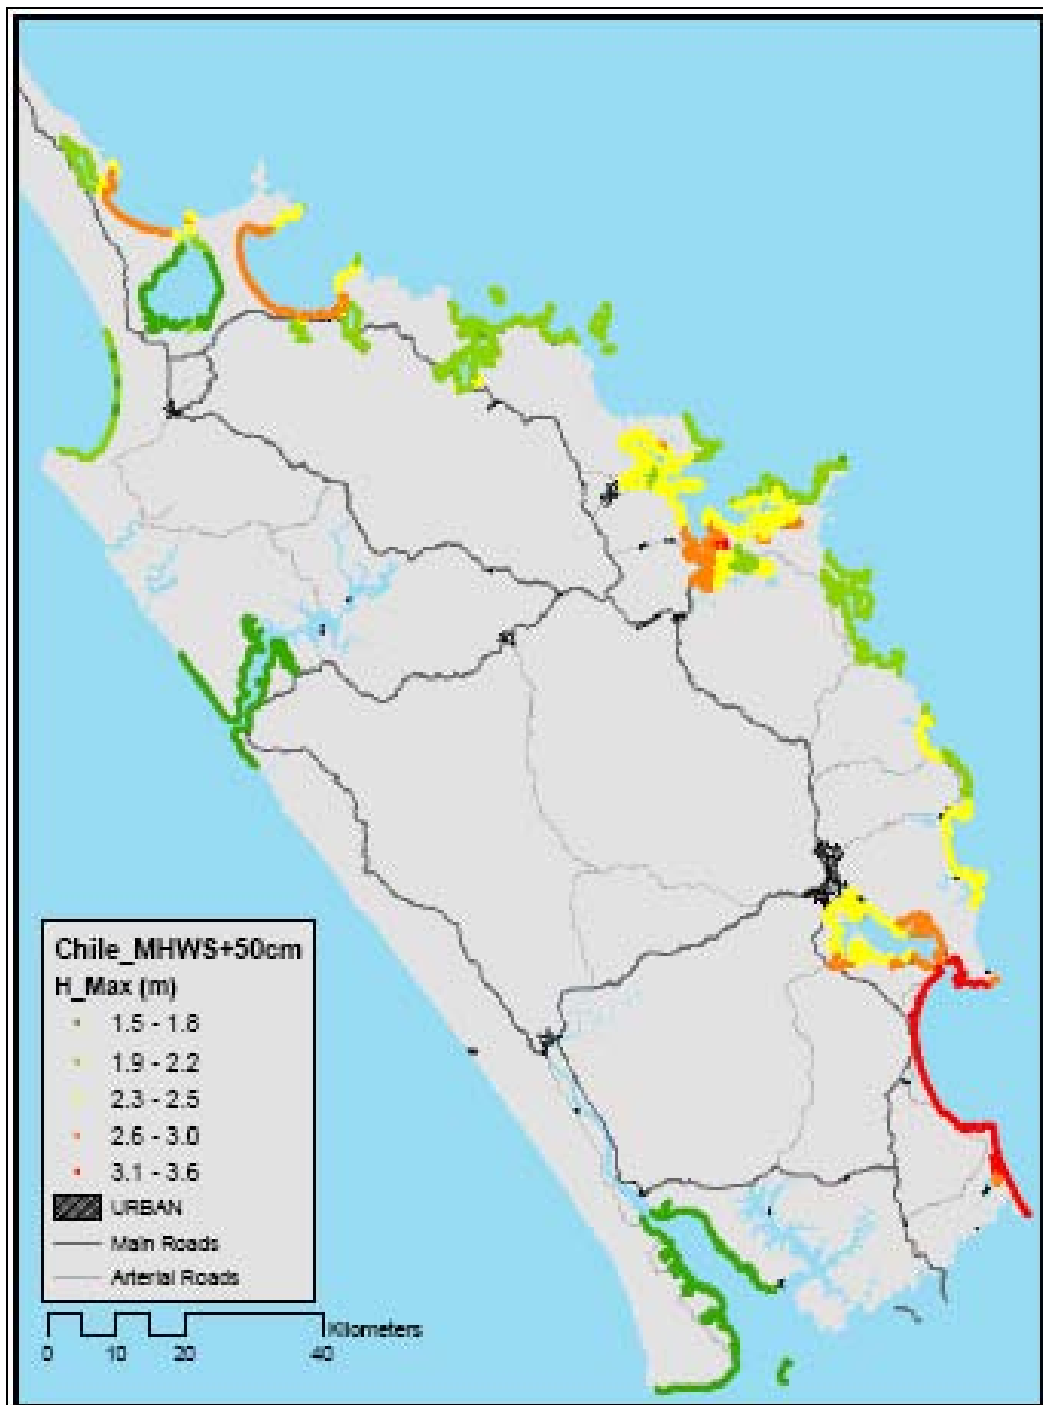 Chile_MHWS+50cm
H_Max (m)
1.5 - 1.8
1.9 - 2.2
2.3 - 2.5
2.6 - 3.0
3.1 - 3.6
URBAN
Main Roads
Arterial Roads
Kilometers
0 10 20 40